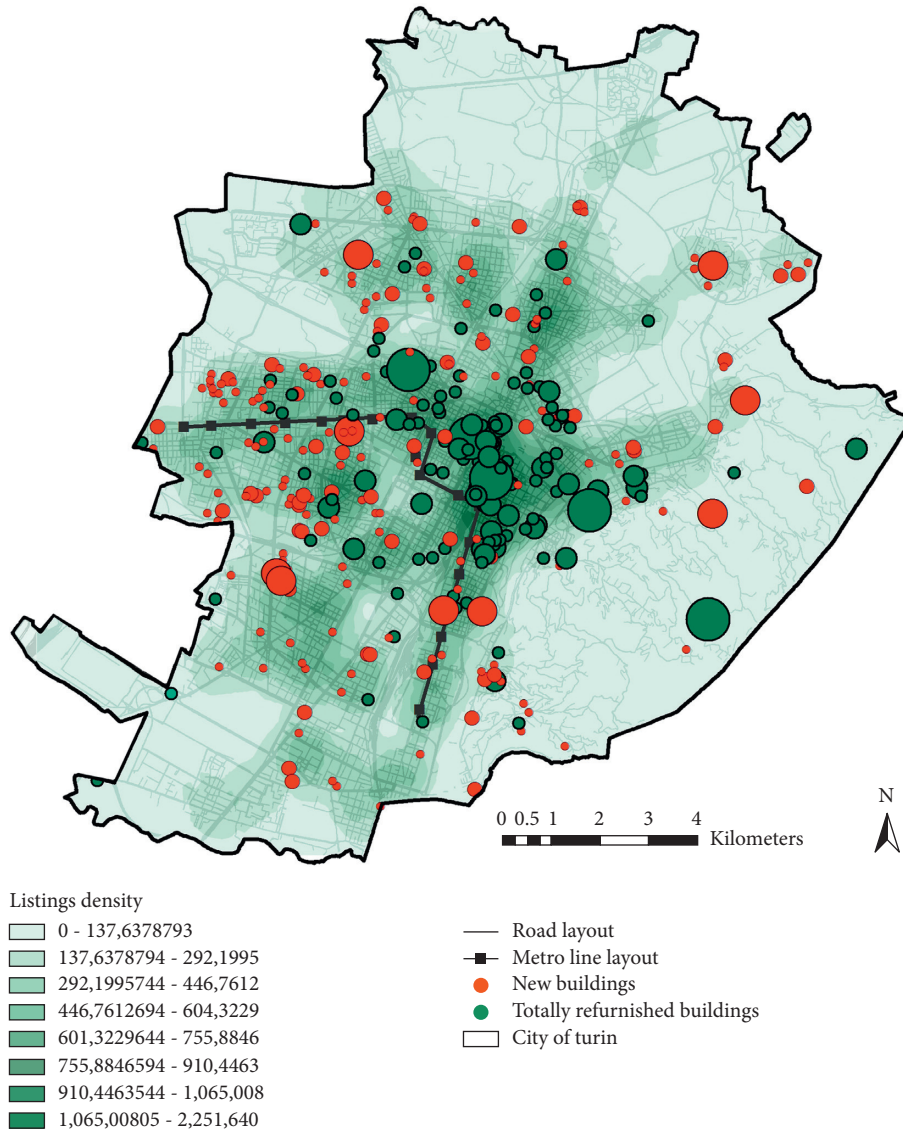 N
0 0.5 1 2 3 4
Kilometers
Listings density
0 - 137,6378793
137,6378794 - 292,1995
292,1995744 - 446,7612
446,7612694 - 604,3229
601,3229644 - 755,8846
755,8846594 - 910,4463
910,4463544 - 1,065,008
1,065,00805 - 2,251,640
Road layout
Metro line layout
New buildings
Totally refurnished buildings
City of turin